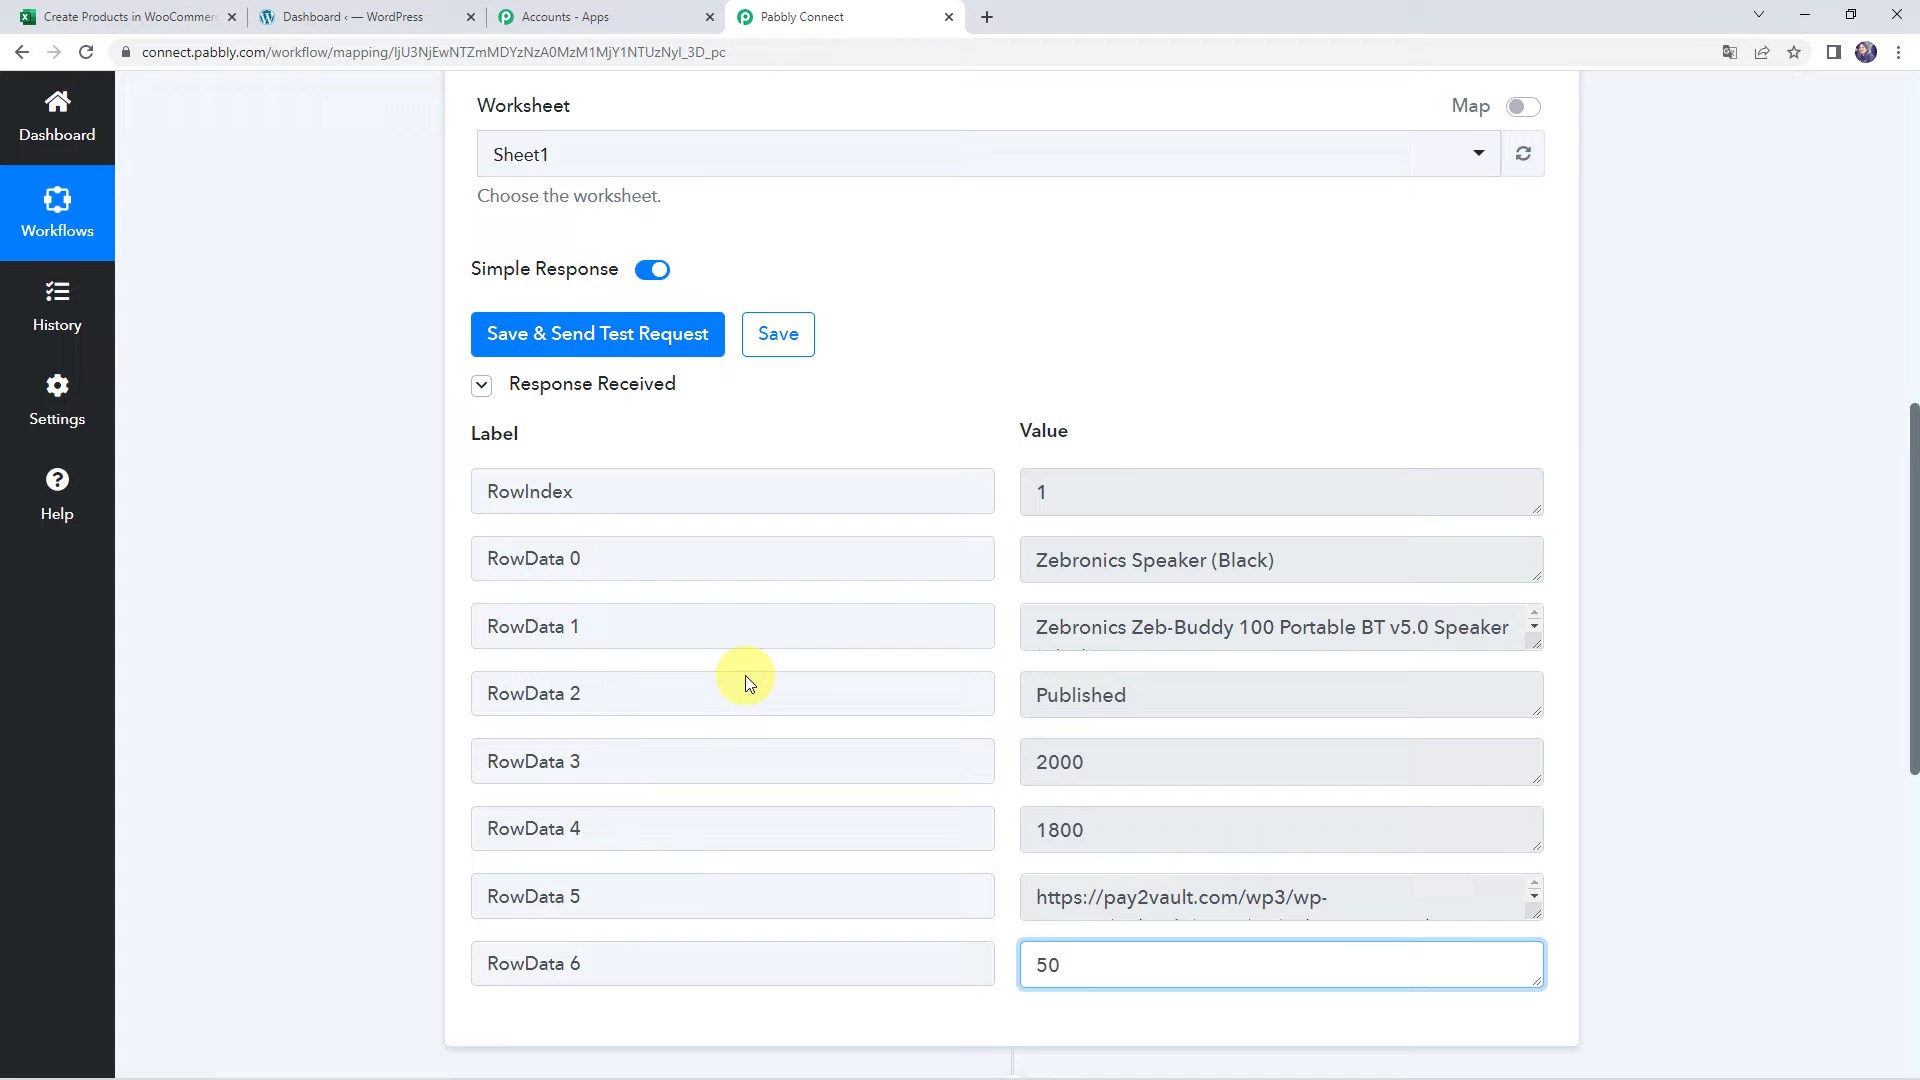 Create Products in WooCommer
Dashboard ‹ — WordPress
Accounts - Apps
Pabbly Connect
connect.pabbly.com/workflow/mapping/IjU3NjEwNTZmMDYzNzA0MzM1MjY1NTUzNyI_3D_pc
Dashboard
Workflows
History
Settings
Help
Worksheet
Map
Sheet1
Choose the worksheet.
Simple Response
Save & Send Test Request
Save
Response Received
Label
Value
RowIndex
1
RowData 0
Zebronics Speaker (Black)
RowData 1
Zebronics Zeb-Buddy 100 Portable BT v5.0 Speaker
RowData 2
Published
RowData 3
2000
RowData 4
1800
RowData 5
https://pay2vault.com/wp3/wp-
RowData 6
50